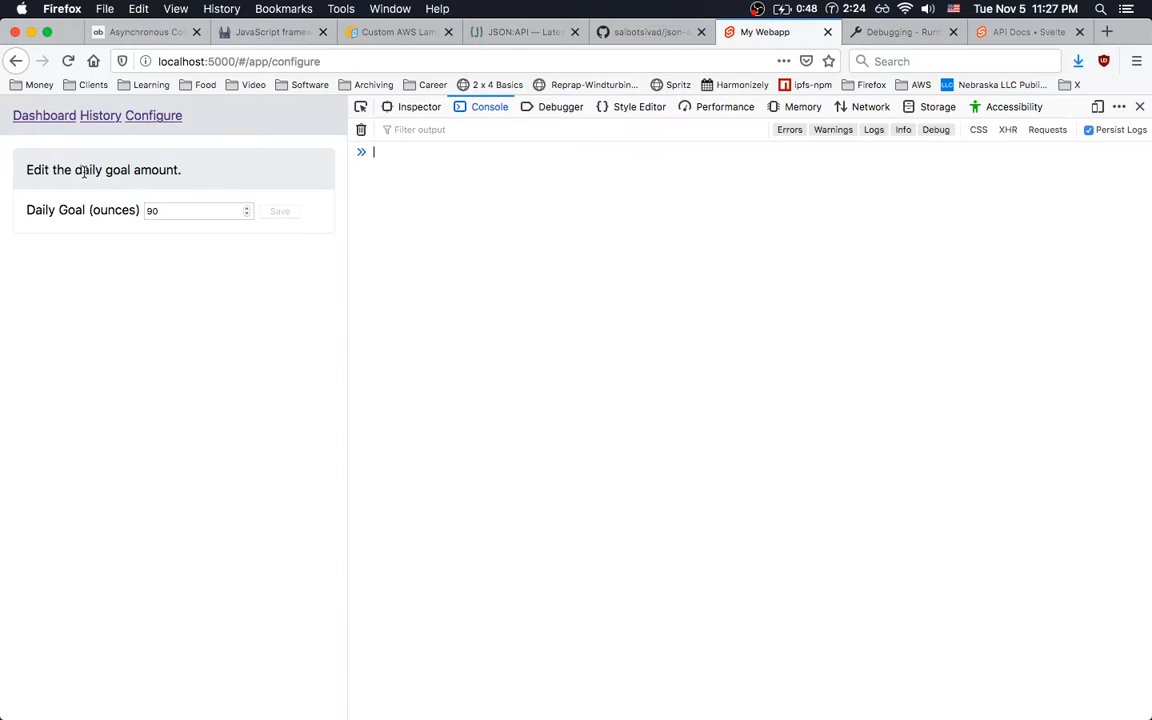 Firefox File Edit View History Bookmarks Tools Window Help 0:48 2:24 Tue Nov 5 11:27 PM
Asynchronous Co JavaScript framew Custom AWS Lam JSON:API — Late saibotsivad/json-a My Webapp Debugging - Runt API Docs • Svelte
localhost:5000/#/app/configure Search
Money Clients Learning Food Video Software Archiving Career 2 x 4 Basics Reprap-Windturbin... Spritz Harmonizely ipfs-npm Firefox AWS Nebraska LLC Publi... X
Dashboard History Configure
Inspector Console Debugger Style Editor Performance Memory Network Storage Accessibility
Filter output Errors Warnings Logs Info Debug CSS XHR Requests Persist Logs
Edit the daily goal amount.
Daily Goal (ounces) 90 Save